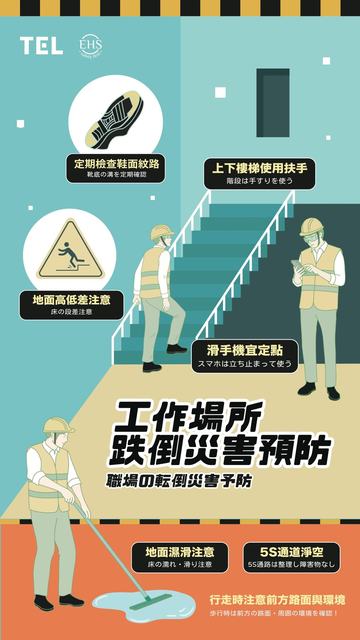 TEL
EHS
定期檢查鞋面紋路
靴底の溝を定期確認
上下樓梯使用扶手
階段は手すりを使う
地面高低差注意
床の段差注意
滑手機宜定點
スマホは立ち止まって使う
工作場所
跌倒災害預防
職場の転倒災害予防
地面濕滑注意
床の濡れ・滑り注意
5S通道淨空
5S通路は整理し障害物なし
行走時注意前方路面與環境
歩行時は前方の路面・周囲の環境を確認！